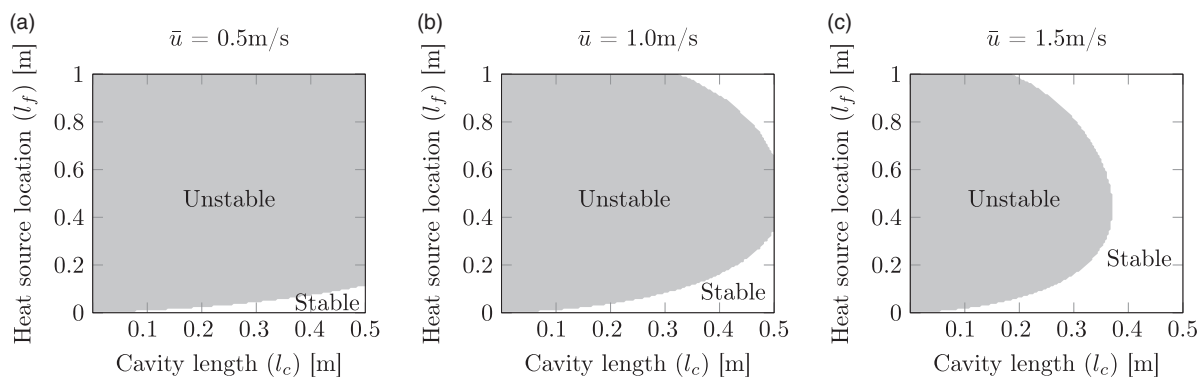 (a)
ū = 0.5m/s
Heat source location (l_f) [m]
1
0.8
0.6
0.4
0.2
0
Unstable
Stable
0.1 0.2 0.3 0.4 0.5
Cavity length (l_c) [m]
(b)
ū = 1.0m/s
Heat source location (l_f) [m]
1
0.8
0.6
0.4
0.2
0
Unstable
Stable
0.1 0.2 0.3 0.4 0.5
Cavity length (l_c) [m]
(c)
ū = 1.5m/s
Heat source location (l_f) [m]
1
0.8
0.6
0.4
0.2
0
Unstable
Stable
0.1 0.2 0.3 0.4 0.5
Cavity length (l_c) [m]